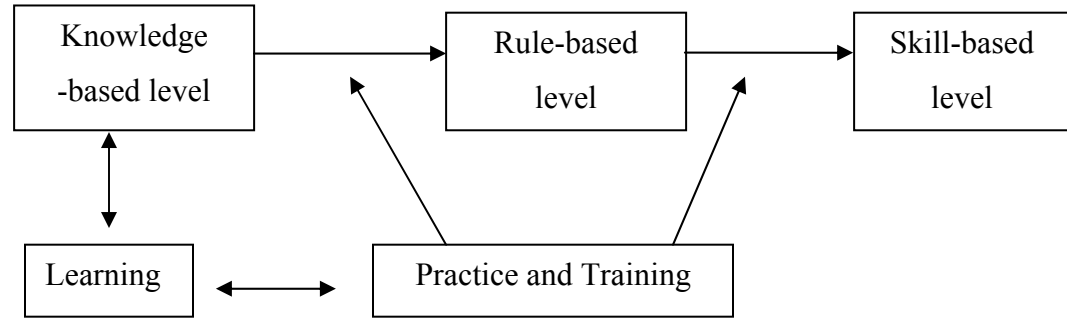 Knowledge
-based level
Rule-based
level
Skill-based
level
Learning
Practice and Training